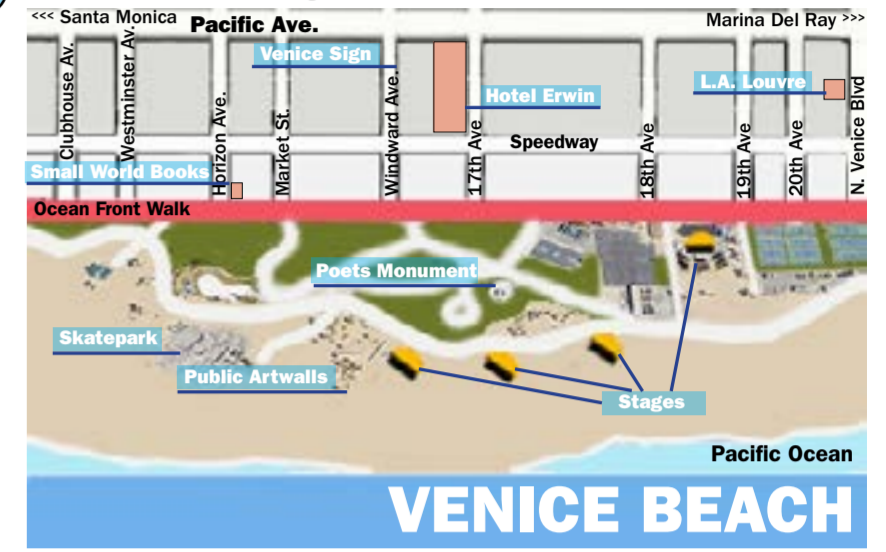 <<< Santa Monica
Pacific Ave.
Marina Del Ray >>>
Venice Sign
Hotel Erwin
L.A. Louvre
Clubhouse Av.
Westminster Av.
Horizon Ave.
Market St.
Windward Ave.
17th Ave
Speedway
18th Ave
19th Ave
20th Ave
N. Venice Blvd
Small World Books
Ocean Front Walk
Poets Monument
Skatepark
Public Artwalls
Stages
Pacific Ocean
VENICE BEACH